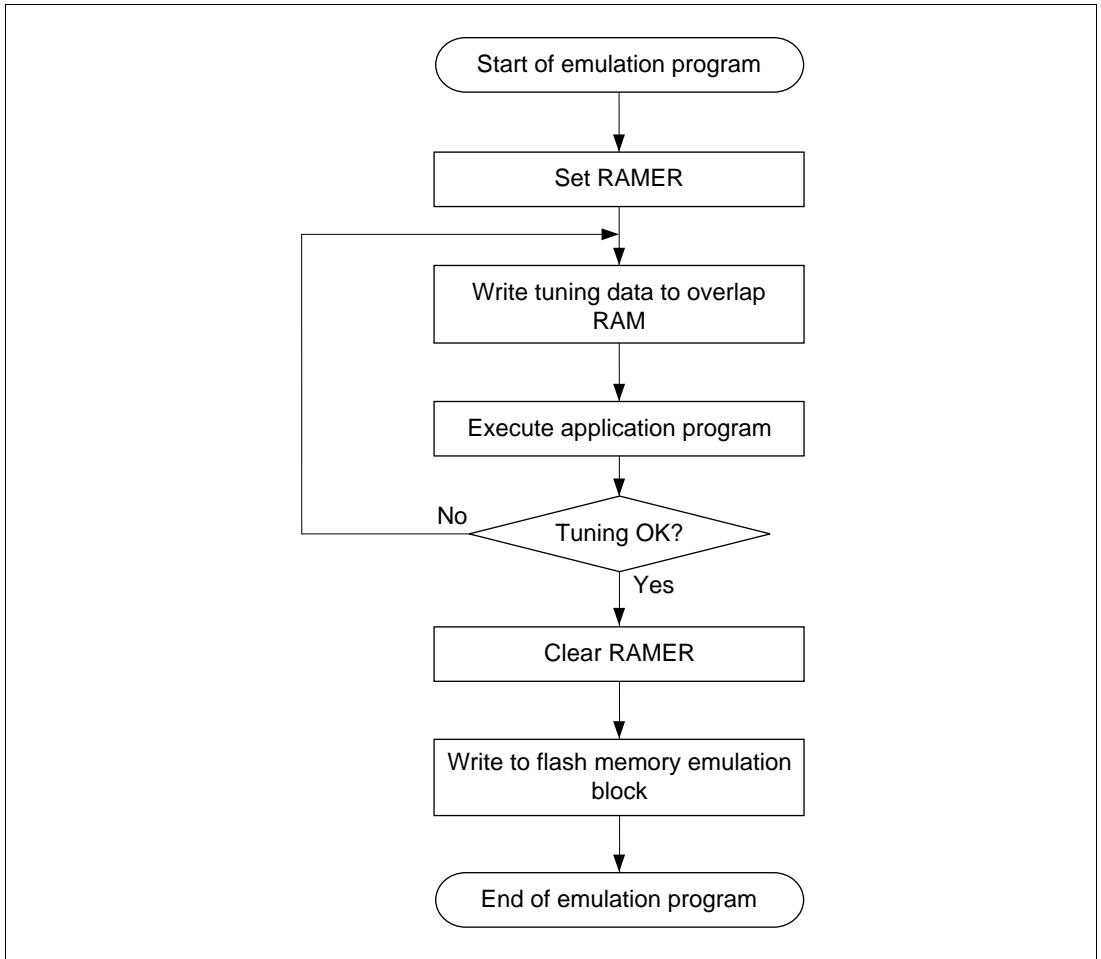 Start of emulation program
Set RAMER
Write tuning data to overlap
RAM
Execute application program
No
Tuning OK?
Yes
Clear RAMER
Write to flash memory emulation
block
End of emulation program